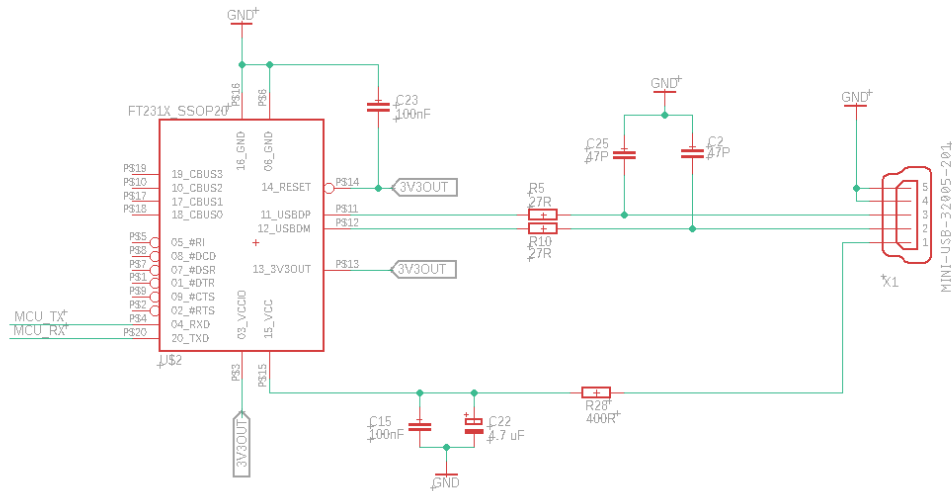 GND
GND
GND
FT231X_SSOP20
P$16
P$6
C23
100nF
C25
47P
C2
47P
16_GND
06_GND
P$19
19_CBUS3
P$10
10_CBUS2
P$17
17_CBUS1
P$18
18_CBUS0
14_RESET
P$14
3V3OUT
11_USBDP
P$11
R5
27R
12_USBDM
P$12
R10
27R
5
4
3
2
1
MINI-USB-32005-201
X1
P$5
05_#RI
P$8
08_#DCD
P$7
07_#DSR
P$1
01_#DTR
P$9
09_#CTS
P$2
02_#RTS
13_3V3OUT
P$13
3V3OUT
MCU_TX
P$4
04_RXD
MCU_RX
P$20
20_TXD
03_VCCIO
15_VCC
U$2
P$3
P$15
3V3OUT
C15
100nF
C22
4.7 uF
R28
400R
GND